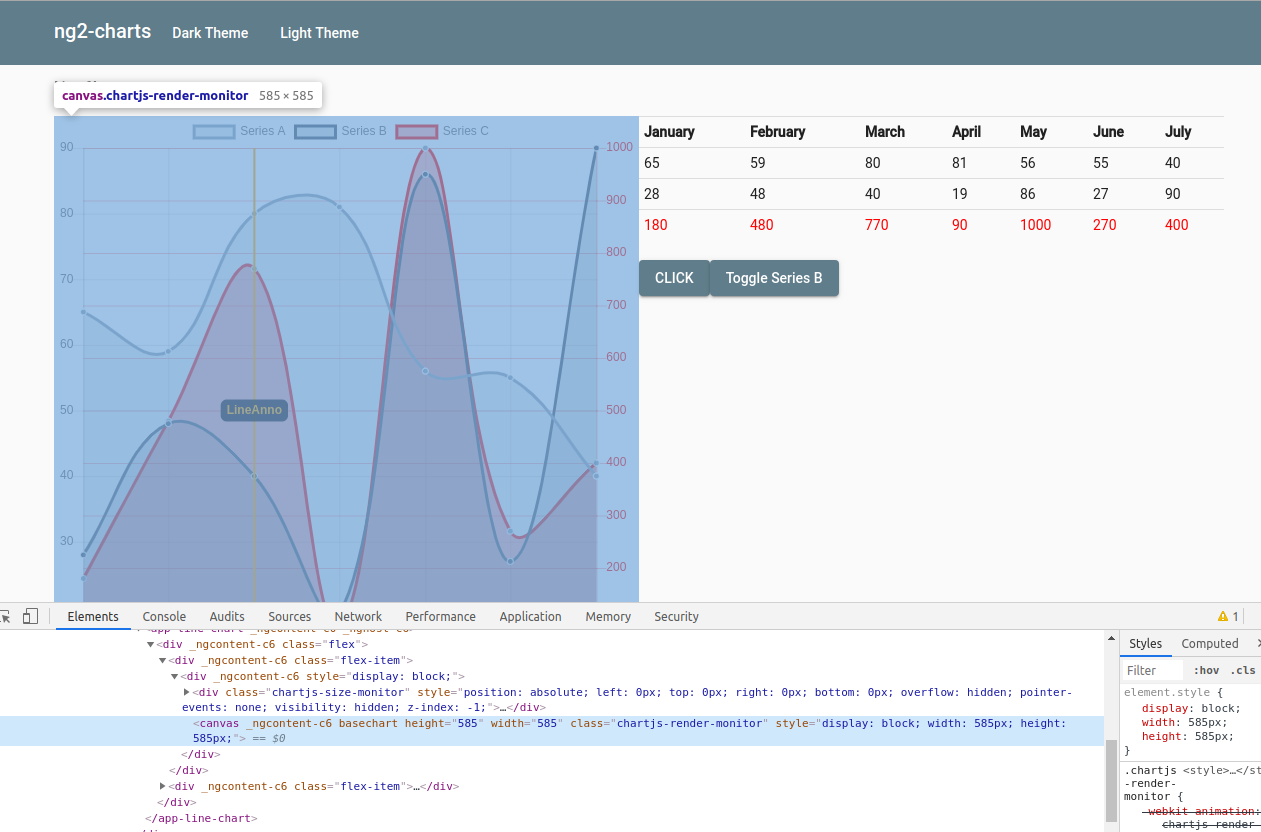 ng2-charts Dark Theme Light Theme
canvas.chartjs-render-monitor 585 × 585
Series A Series B Series C
90
80
70
60
50
40
30
1000
900
800
700
600
500
400
300
200
LineAnno
January February March April May June July
65 59 80 81 56 55 40
28 48 40 19 86 27 90
180 480 770 90 1000 270 400
CLICK Toggle Series B
Elements Console Audits Sources Network Performance Application Memory Security 1
<app-line-chart _ngcontent-c6 _nghost-c6>
<div _ngcontent-c6 class="flex">
<div _ngcontent-c6 class="flex-item">
<div _ngcontent-c6 style="display: block;">
<div class="chartjs-size-monitor" style="position: absolute; left: 0px; top: 0px; right: 0px; bottom: 0px; overflow: hidden; pointer-
events: none; visibility: hidden; z-index: -1;">…</div>
<canvas _ngcontent-c6 basechart height="585" width="585" class="chartjs-render-monitor" style="display: block; width: 585px; height:
585px;"> == $0
</div>
</div>
<div _ngcontent-c6 class="flex-item">…</div>
</div>
</app-line-chart>
Styles Computed
Filter :hov .cls
element.style {
display: block;
width: 585px;
height: 585px;
}
.chartjs <style>…</st
-render-
monitor {
-webkit-animation:
chartjs-render-